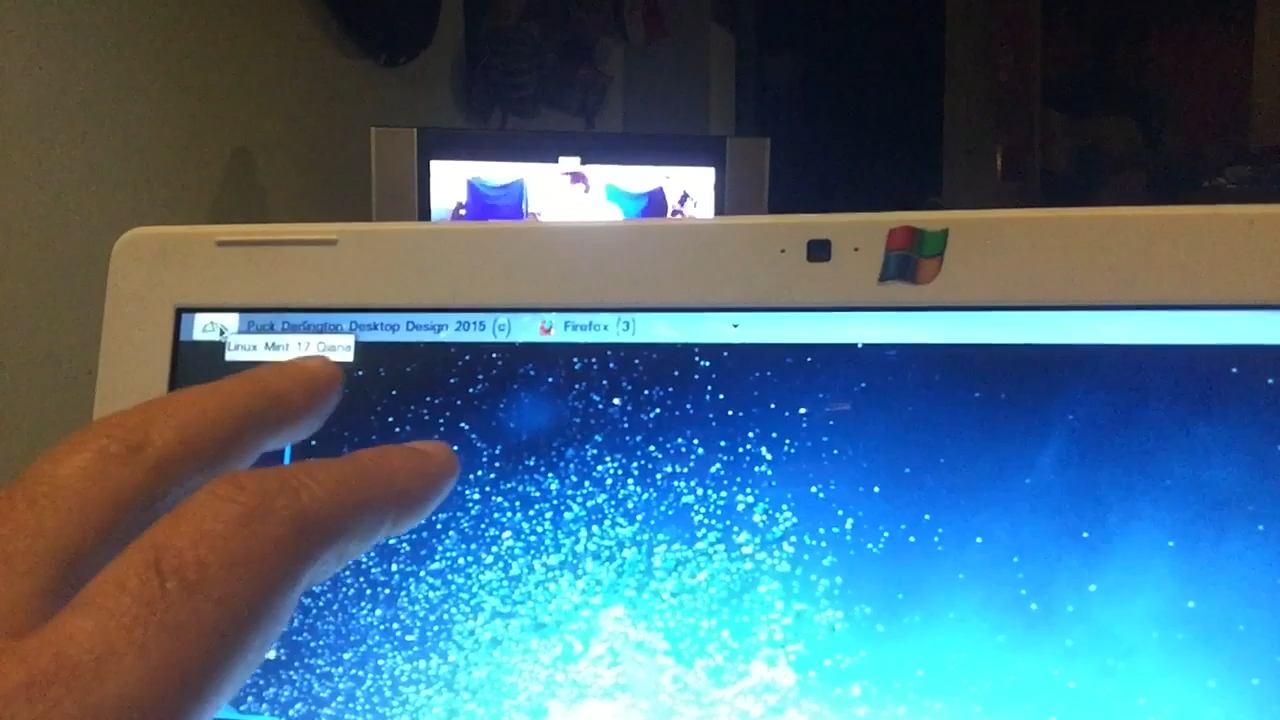 Puck Derlington Desktop Design 2015 (c) Firefox (3)
Linux Mint 17 Qiana